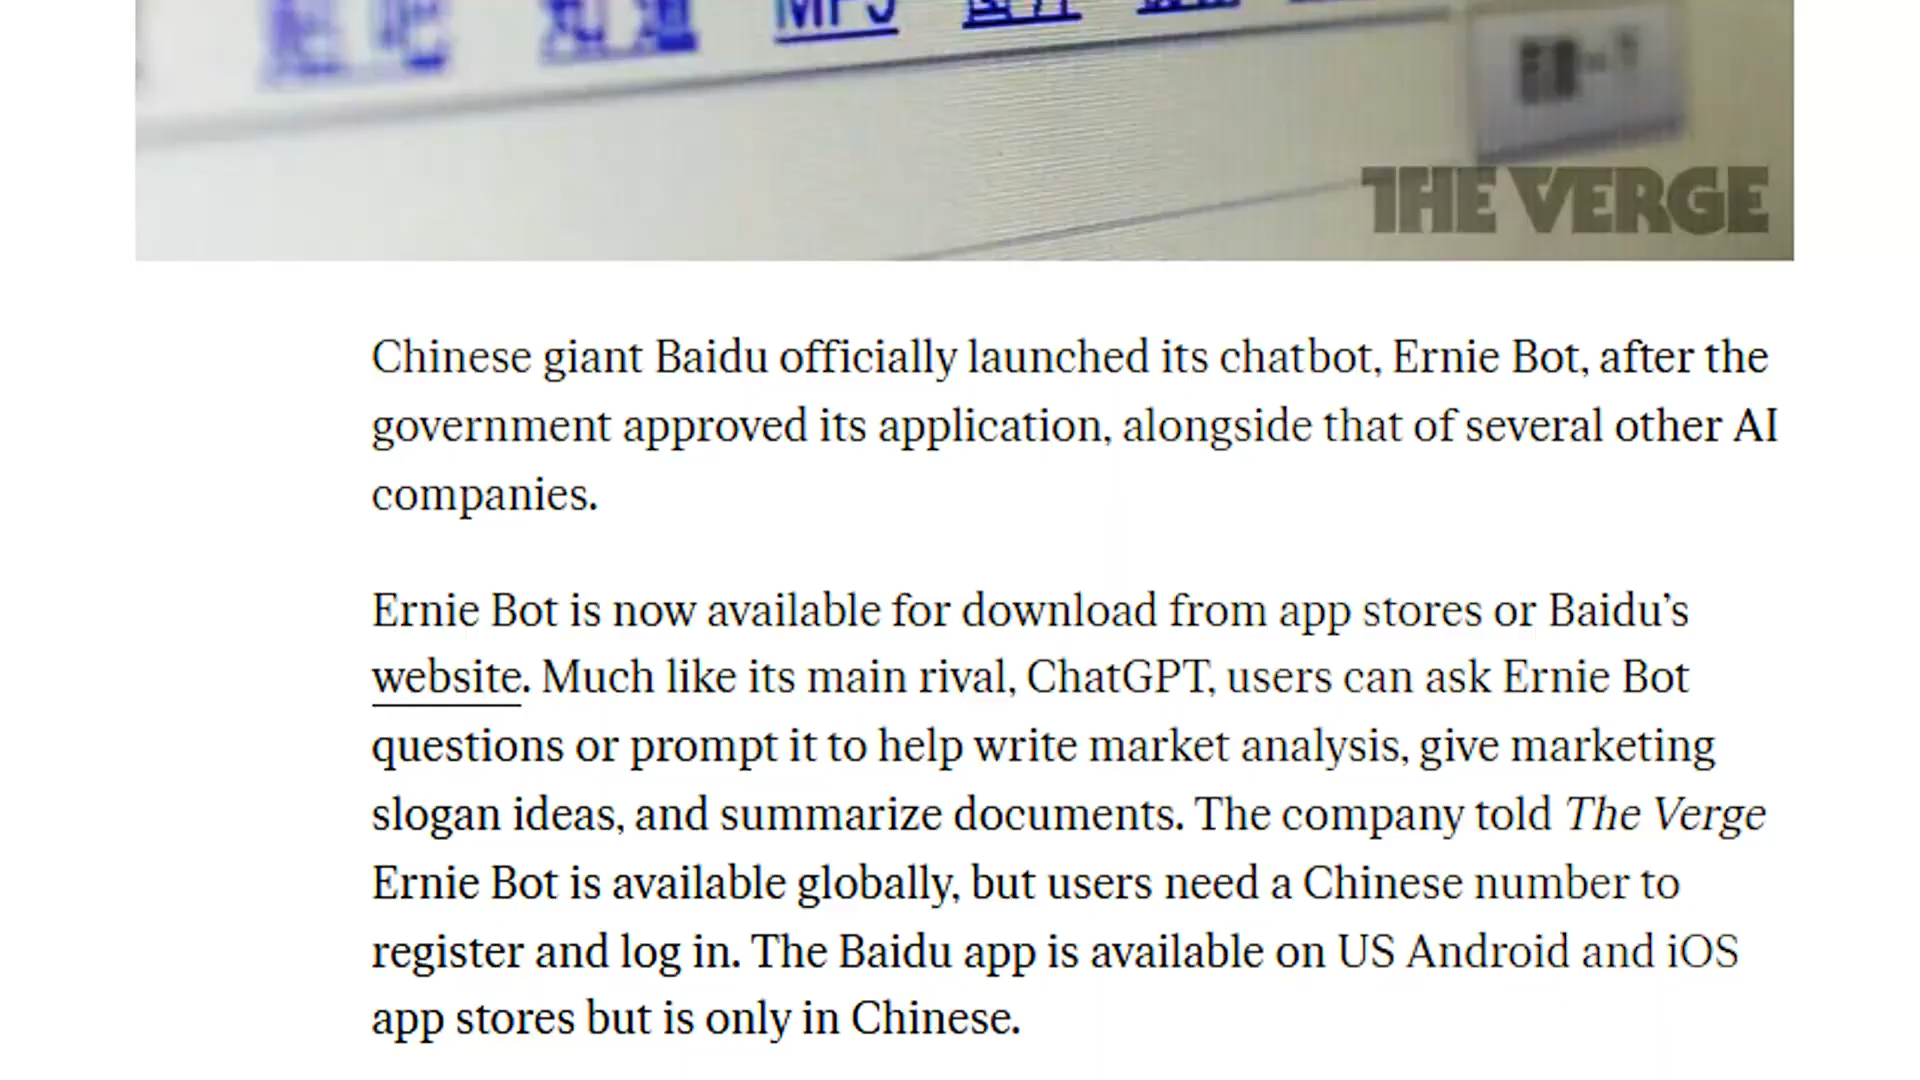 MP3
THE VERGE
Chinese giant Baidu officially launched its chatbot, Ernie Bot, after the
government approved its application, alongside that of several other AI
companies.
Ernie Bot is now available for download from app stores or Baidu’s
website. Much like its main rival, ChatGPT, users can ask Ernie Bot
questions or prompt it to help write market analysis, give marketing
slogan ideas, and summarize documents. The company told The Verge
Ernie Bot is available globally, but users need a Chinese number to
register and log in. The Baidu app is available on US Android and iOS
app stores but is only in Chinese.